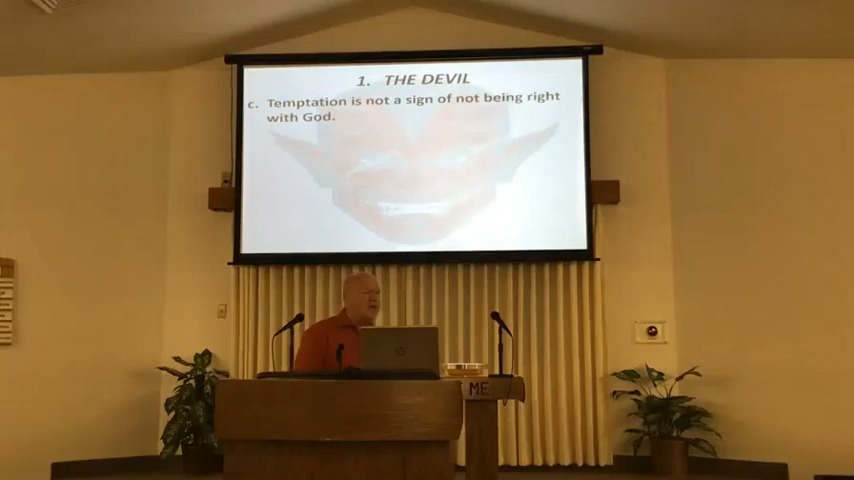 1. THE DEVIL
c. Temptation is not a sign of not being right
with God.
ME